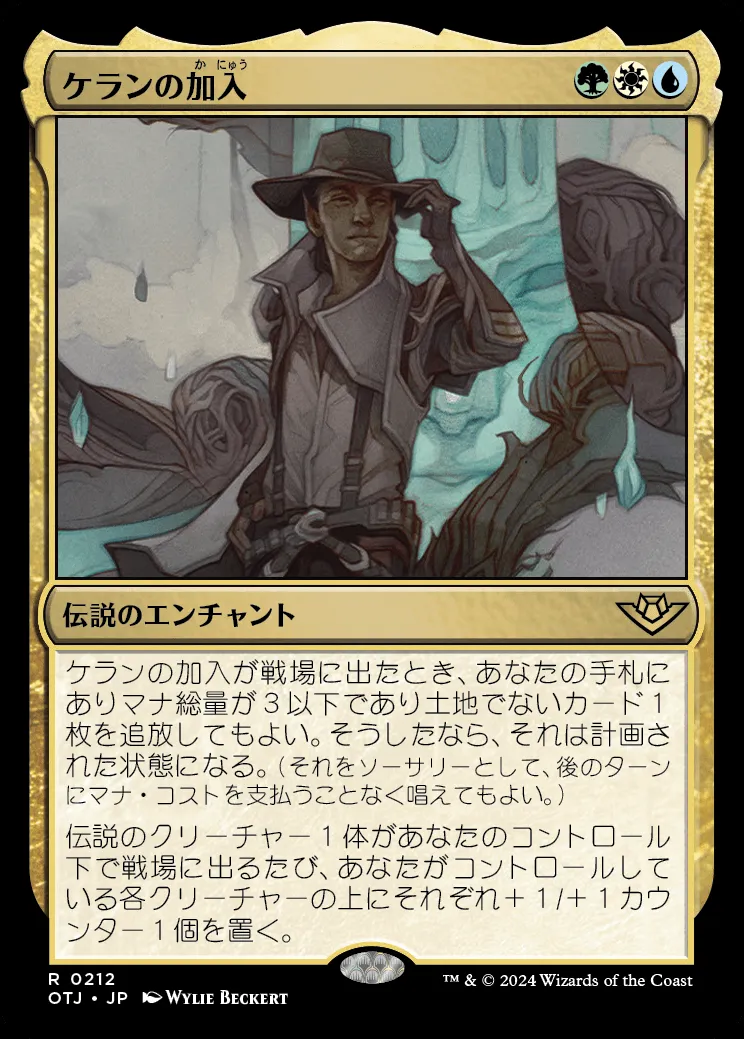 か にゅう
ケランの加入
伝説のエンチャント
ケランの加入が戦場に出たとき、あなたの手札に
ありマナ総量が３以下であり土地でないカード１
枚を追放してもよい。そうしたなら、それは計画さ
れた状態になる。（それをソーサリーとして、後のターン
にマナ・コストを支払うことなく唱えてもよい。）
伝説のクリーチャー１体があなたのコントロール
下で戦場に出るたび、あなたがコントロールして
いる各クリーチャーの上にそれぞれ＋１/＋１カウ
ンター１個を置く。
R 0212
OTJ • JP WYLIE BECKERT
™ & © 2024 Wizards of the Coast